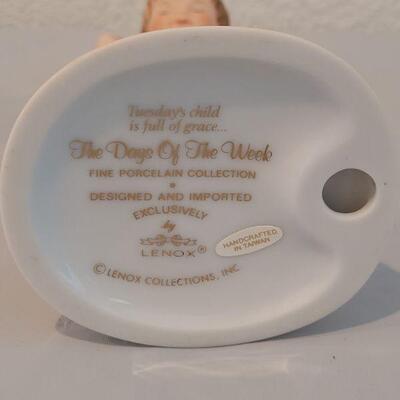 Tuesday's child
is full of grace...
The Days Of The Week
FINE PORCELAIN COLLECTION
DESIGNED AND IMPORTED
EXCLUSIVELY
by
LENOX®
HANDCRAFTED
IN TAIWAN
© LENOX COLLECTIONS, INC